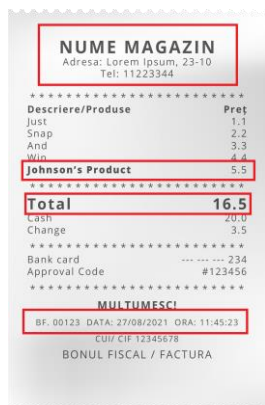 NUME MAGAZIN
Adresa: Lorem Ipsum, 23-10
Tel: 11223344
* * * * * * * * * * * * * * * * * * * * * * * *
Descriere/Produse Preț
Just 1.1
Snap 2.2
And 3.3
Win 4.4
Johnson's Product 5.5
* * * * * * * * * * * * * * * * * * * * * * * *
Total 16.5
Cash 20.0
Change 3.5
* * * * * * * * * * * * * * * * * * * * * * * *
Bank card --- --- --- 234
Approval Code #123456
* * * * * * * * * * * * * * * * * * * * * * * *
MULTUMESC!
BF. 00123 DATA: 27/08/2021 ORA: 11:45:23
CUI/ CIF 12345678
BONUL FISCAL / FACTURA